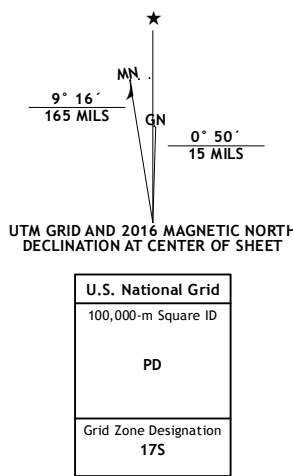 MN
9° 16´
165 MILS
GN
0° 50´
15 MILS
UTM GRID AND 2016 MAGNETIC NORTH
DECLINATION AT CENTER OF SHEET
U.S. National Grid
100,000-m Square ID
PD
Grid Zone Designation
17S